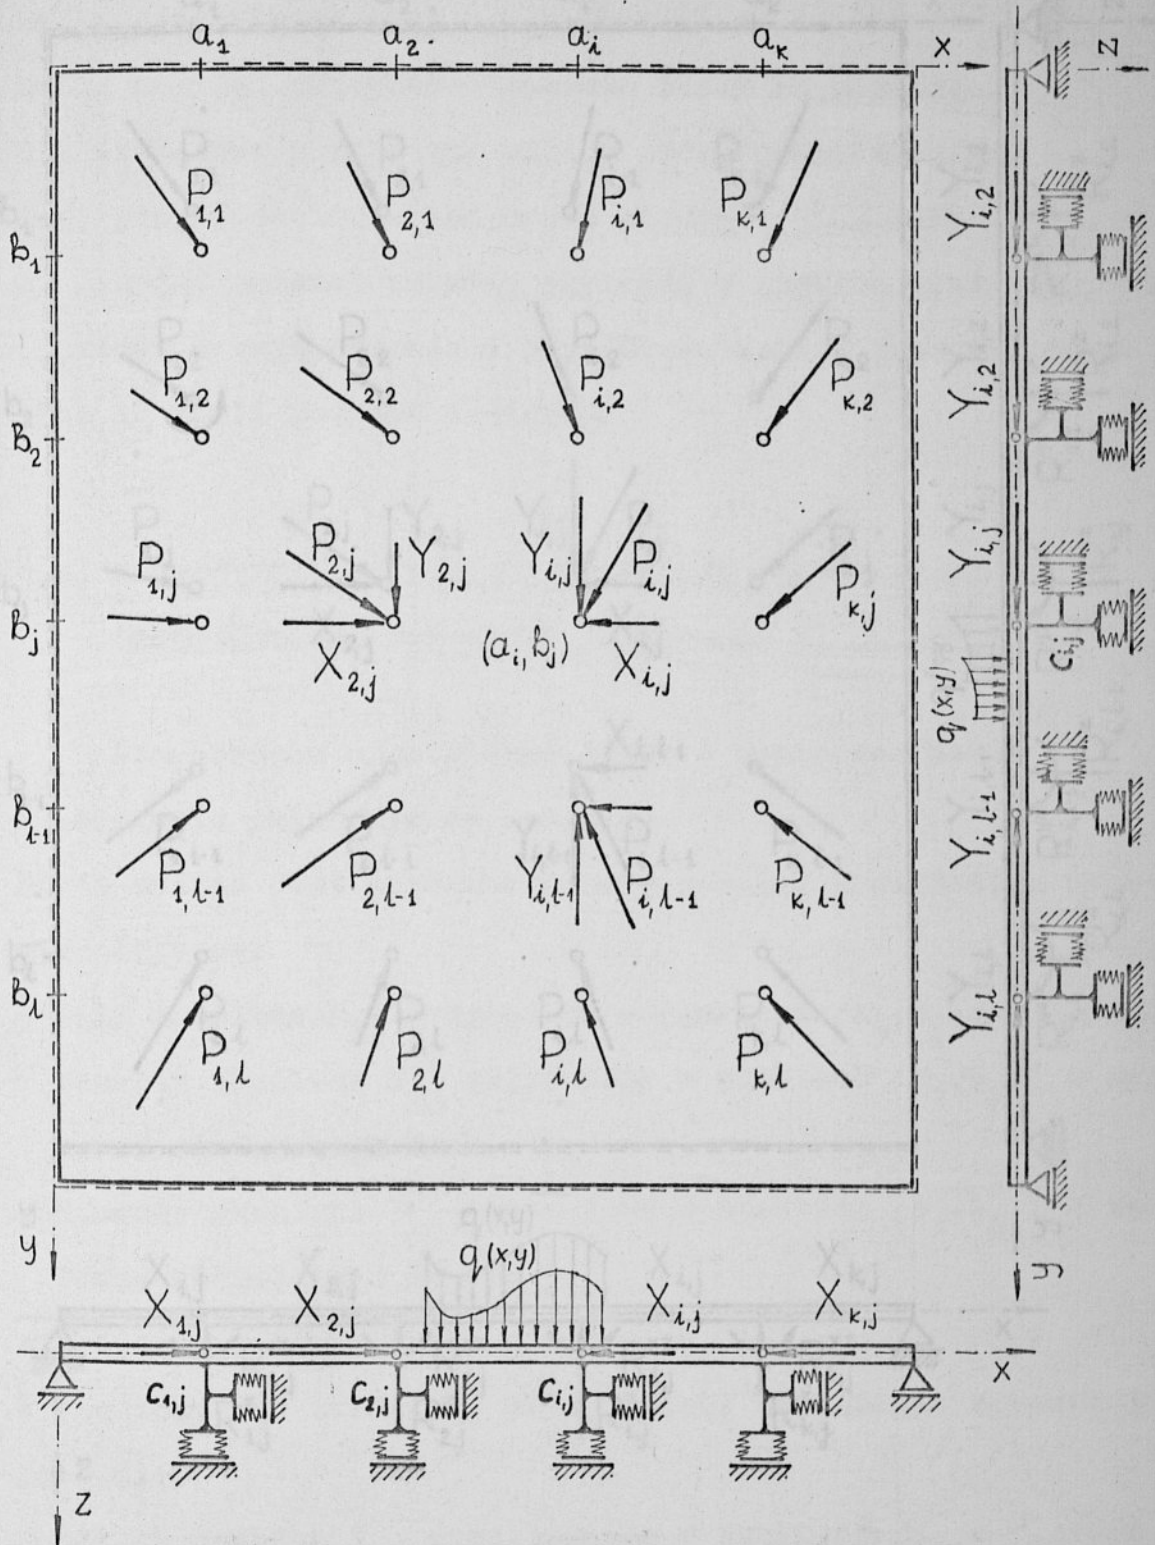 a₁ a₂. aᵢ aₖ x z
P₁,₁ P₂,₁ Pᵢ,₁ Pₖ,₁ Yᵢ,₂
b₁
P₁,₂ P₂,₂ Pᵢ,₂ Pₖ,₂ Yᵢ,₂
b₂
P₁,ⱼ P₂,ⱼ Y₂,ⱼ Yᵢ,ⱼ Pᵢ,ⱼ Pₖ,ⱼ Yᵢ,ⱼ
bⱼ X₂,ⱼ (aᵢ, bⱼ) Xᵢ,ⱼ Cᵢ,ⱼ
q(x,y)
bₗ₋₁
P₁,ₗ₋₁ P₂,ₗ₋₁ Yᵢ,ₗ₋₁ Pᵢ,ₗ₋₁ Pₖ,ₗ₋₁ Yᵢ,ₗ₋₁
bₗ
P₁,ₗ P₂,ₗ Pᵢ,ₗ Pₖ,ₗ Yᵢ,ₗ
y q(x,y) y
X₁,ⱼ X₂,ⱼ Xᵢ,ⱼ Xₖ,ⱼ
x
C₁,ⱼ C₂,ⱼ Cᵢ,ⱼ
z